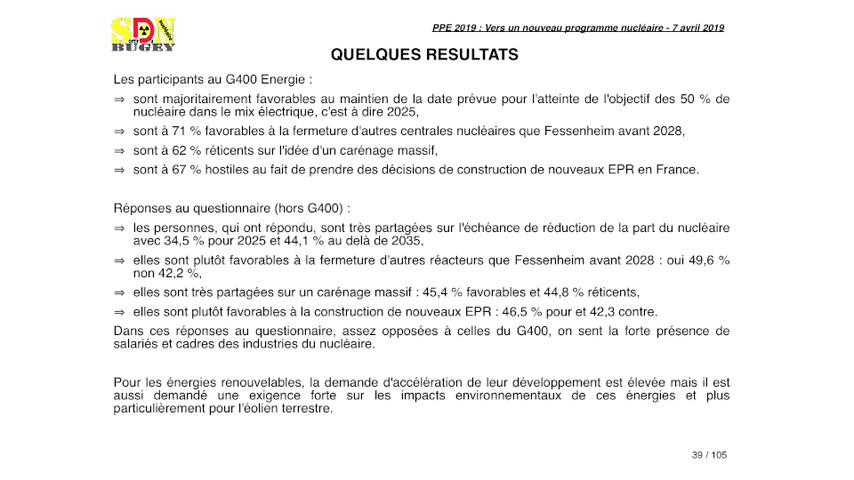 SDN
nucléaire
BUGEY
PPE 2019 : Vers un nouveau programme nucléaire - 7 avril 2019
QUELQUES RESULTATS
Les participants au G400 Energie :
⇒ sont majoritairement favorables au maintien de la date prévue pour l'atteinte de l'objectif des 50 % de
nucléaire dans le mix électrique, c'est à dire 2025,
⇒ sont à 71 % favorables à la fermeture d'autres centrales nucléaires que Fessenheim avant 2028,
⇒ sont à 62 % réticents sur l'idée d'un carénage massif,
⇒ sont à 67 % hostiles au fait de prendre des décisions de construction de nouveaux EPR en France.
Réponses au questionnaire (hors G400) :
⇒ les personnes, qui ont répondu, sont très partagées sur l'échéance de réduction de la part du nucléaire
avec 34,5 % pour 2025 et 44,1 % au delà de 2035,
⇒ elles sont plutôt favorables à la fermeture d'autres réacteurs que Fessenheim avant 2028 : oui 49,6 %
non 42,2 %,
⇒ elles sont très partagées sur un carénage massif : 45,4 % favorables et 44,8 % réticents,
⇒ elles sont plutôt favorables à la construction de nouveaux EPR : 46,5 % pour et 42,3 contre.
Dans ces réponses au questionnaire, assez opposées à celles du G400, on sent la forte présence de
salariés et cadres des industries du nucléaire.
Pour les énergies renouvelables, la demande d'accélération de leur développement est élevée mais il est
aussi demandé une exigence forte sur les impacts environnementaux de ces énergies et plus
particulièrement pour l'éolien terrestre.
39 / 105